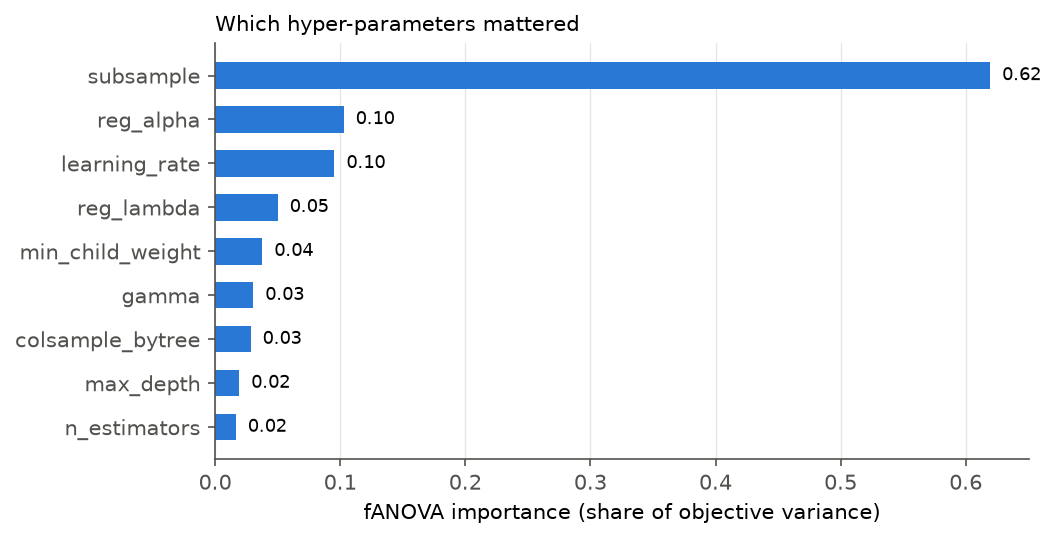 Which hyper-parameters mattered
subsample 0.62
reg_alpha 0.10
learning_rate 0.10
reg_lambda 0.05
min_child_weight 0.04
gamma 0.03
colsample_bytree 0.03
max_depth 0.02
n_estimators 0.02
0.0 0.1 0.2 0.3 0.4 0.5 0.6
fANOVA importance (share of objective variance)